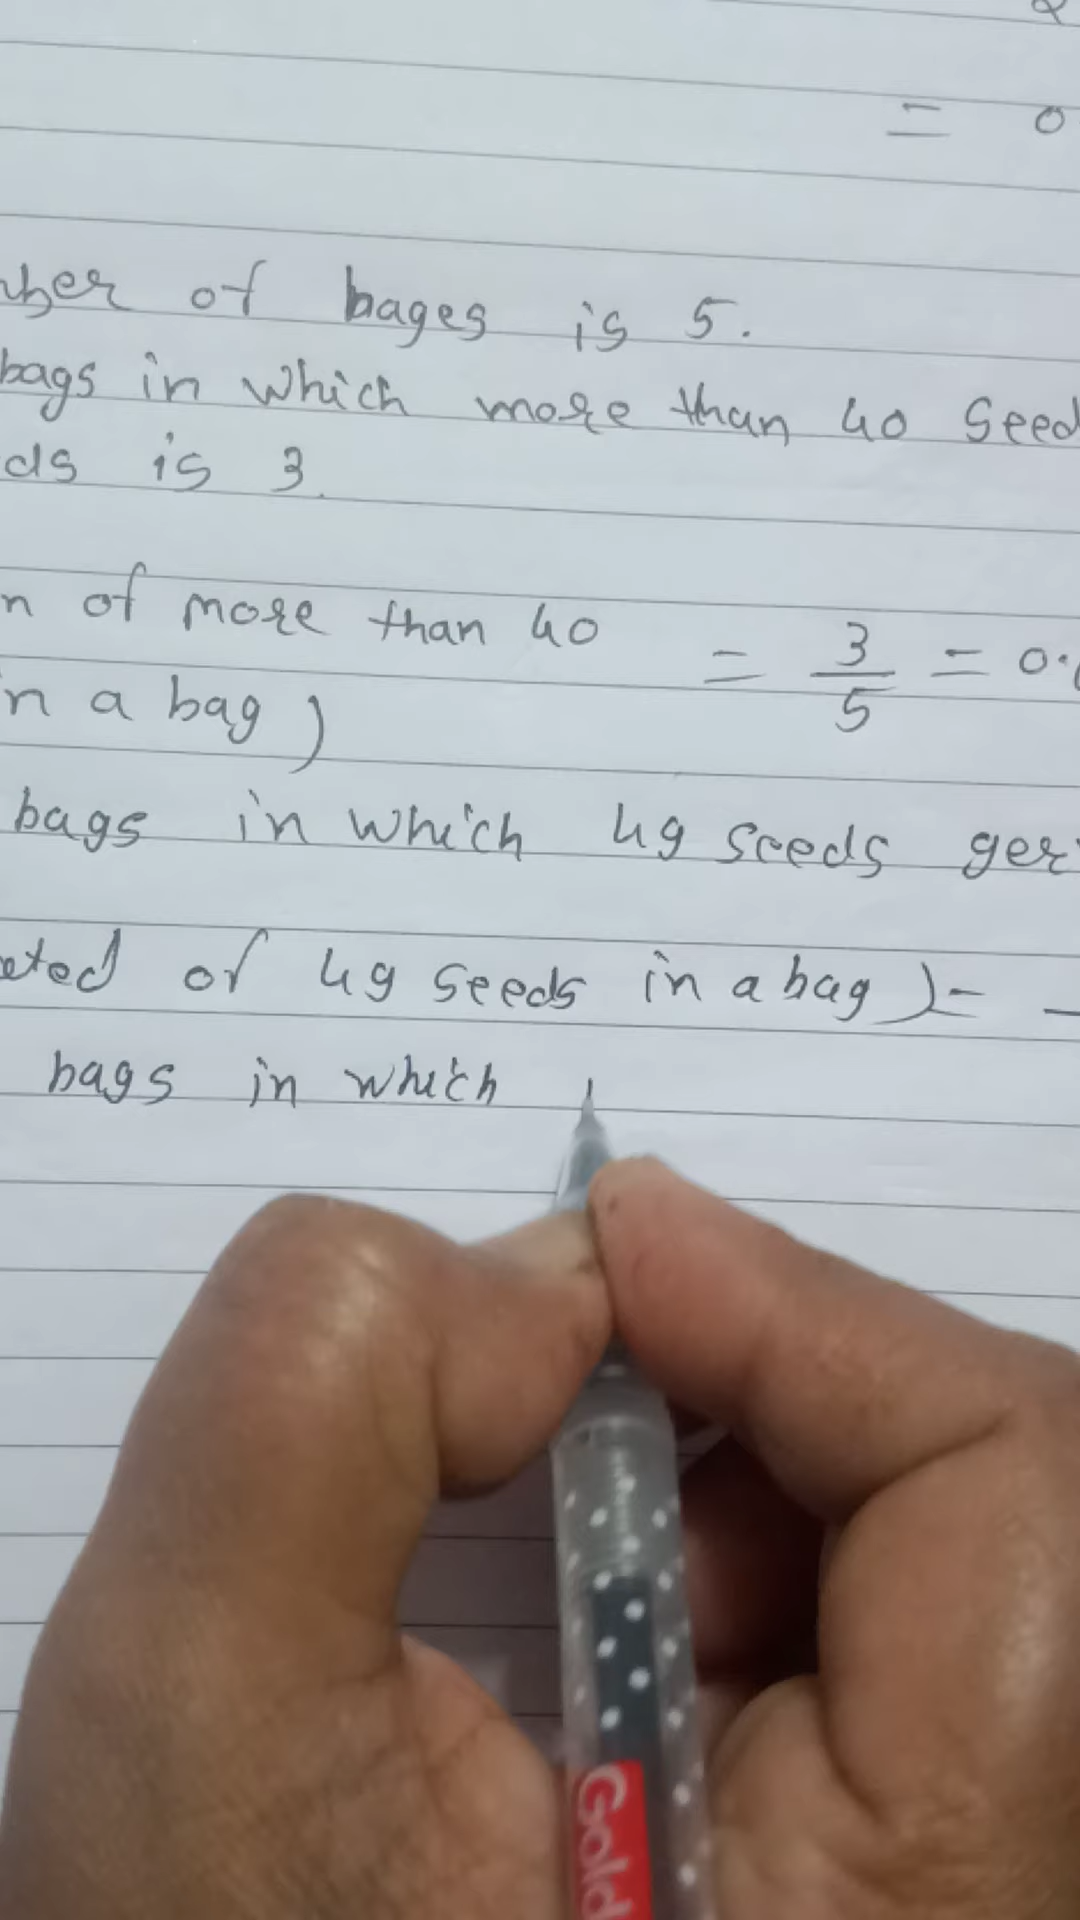 = 0
ber of bages is 5.
bags in which more than 40 Seed
ds is 3.
n of more than 40
= 3/5 = 0.
n a bag )
bags in which 49 seeds ger
eted of 49 seeds in a bag ) =
bags in which
Gold